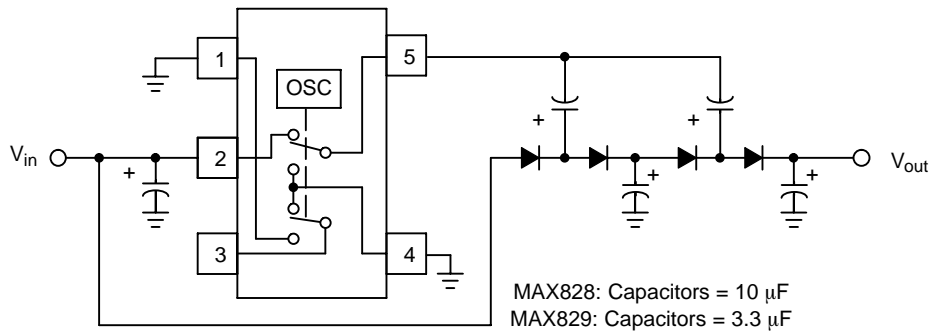 1
5
OSC
+
+
V_in
2
+
+
+
V_out
3
4
MAX828: Capacitors = 10 μF
MAX829: Capacitors = 3.3 μF